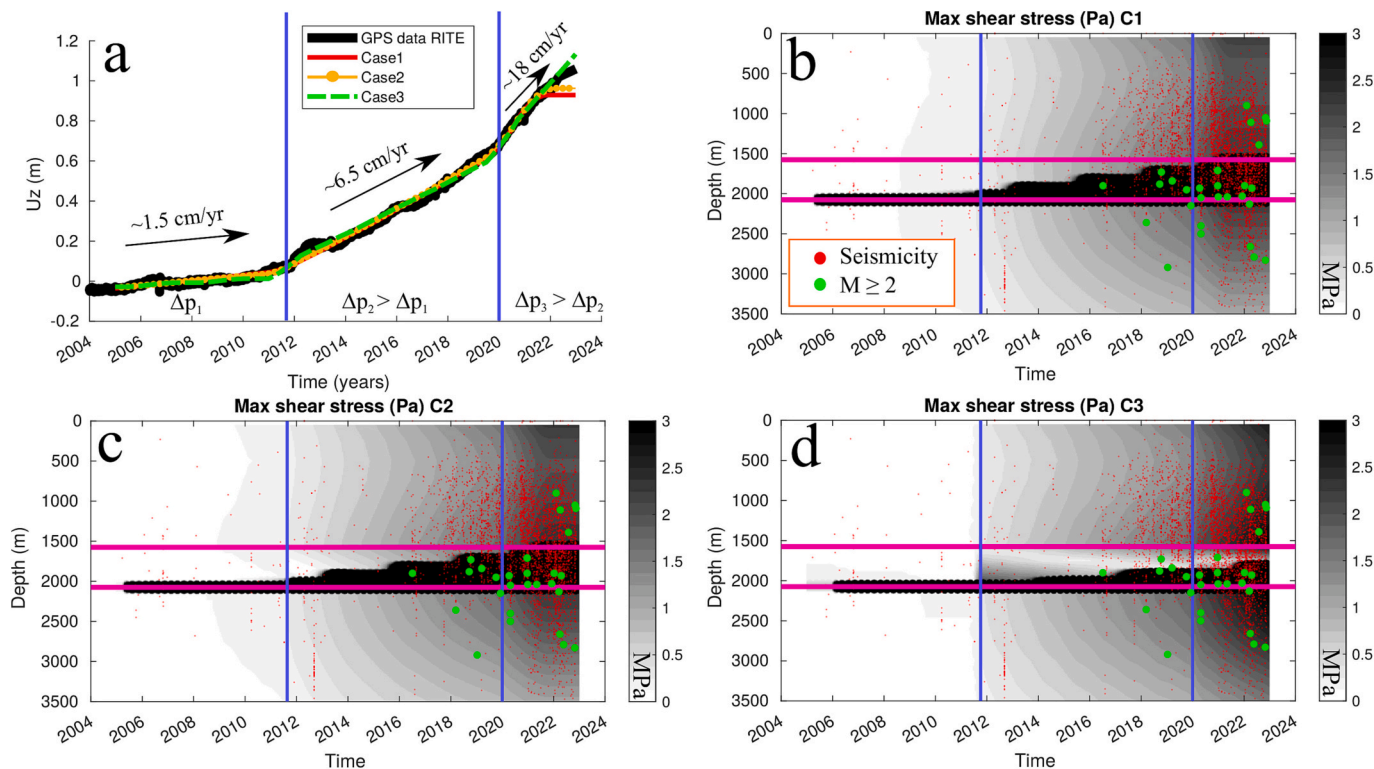 a
1.2
1
0.8
0.6
0.4
0.2
0
-0.2
Uz (m)
GPS data RITE
Case1
Case2
Case3
~1.5 cm/yr
~6.5 cm/yr
~18 cm/yr
Δp1
Δp2 > Δp1
Δp3 > Δp2
2004 2006 2008 2010 2012 2014 2016 2018 2020 2022 2024
Time (years)
Max shear stress (Pa) C1
b
0
500
1000
1500
2000
2500
3000
3500
Depth (m)
Seismicity
M ≥ 2
2004 2006 2008 2010 2012 2014 2016 2018 2020 2022 2024
Time
3
2.5
2
1.5
1
0.5
0
MPa
Max shear stress (Pa) C2
c
0
500
1000
1500
2000
2500
3000
3500
Depth (m)
2004 2006 2008 2010 2012 2014 2016 2018 2020 2022 2024
Time
3
2.5
2
1.5
1
0.5
0
MPa
Max shear stress (Pa) C3
d
0
500
1000
1500
2000
2500
3000
3500
Depth (m)
2004 2006 2008 2010 2012 2014 2016 2018 2020 2022 2024
Time
3
2.5
2
1.5
1
0.5
0
MPa